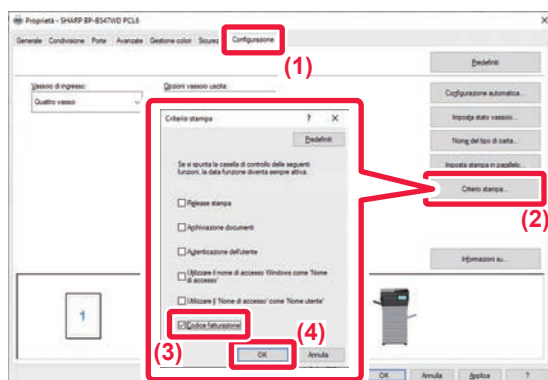 Proprietà - SHARP BP-B547WD PCL6
Generale Condivisione Porte Avanzate Gestione colori Sicurezza Configurazione
(1)
Predefiniti
Vassoio di ingresso:
Opzioni vassoio uscita:
Quattro vassoi
Configurazione automatica...
Imposta stato vassoio...
Nome del tipo di carta...
Imposta stampa in parallelo...
Criterio stampa...
(2)
Informazioni su...
Criterio stampa ? ×
Predefiniti
Se si spunta la casella di controllo delle seguenti
funzioni, la data funzione diventa sempre attiva.
Release stampa
Archiviazione documenti
Autenticazione dell'utente
Utilizzare il nome di accesso Windows come 'Nome
di accesso'
Utilizzare il 'Nome di accesso' come 'Nome utente'
Codice fatturazione
(3)
(4)
OK Annulla
1
OK Annulla Applica ?